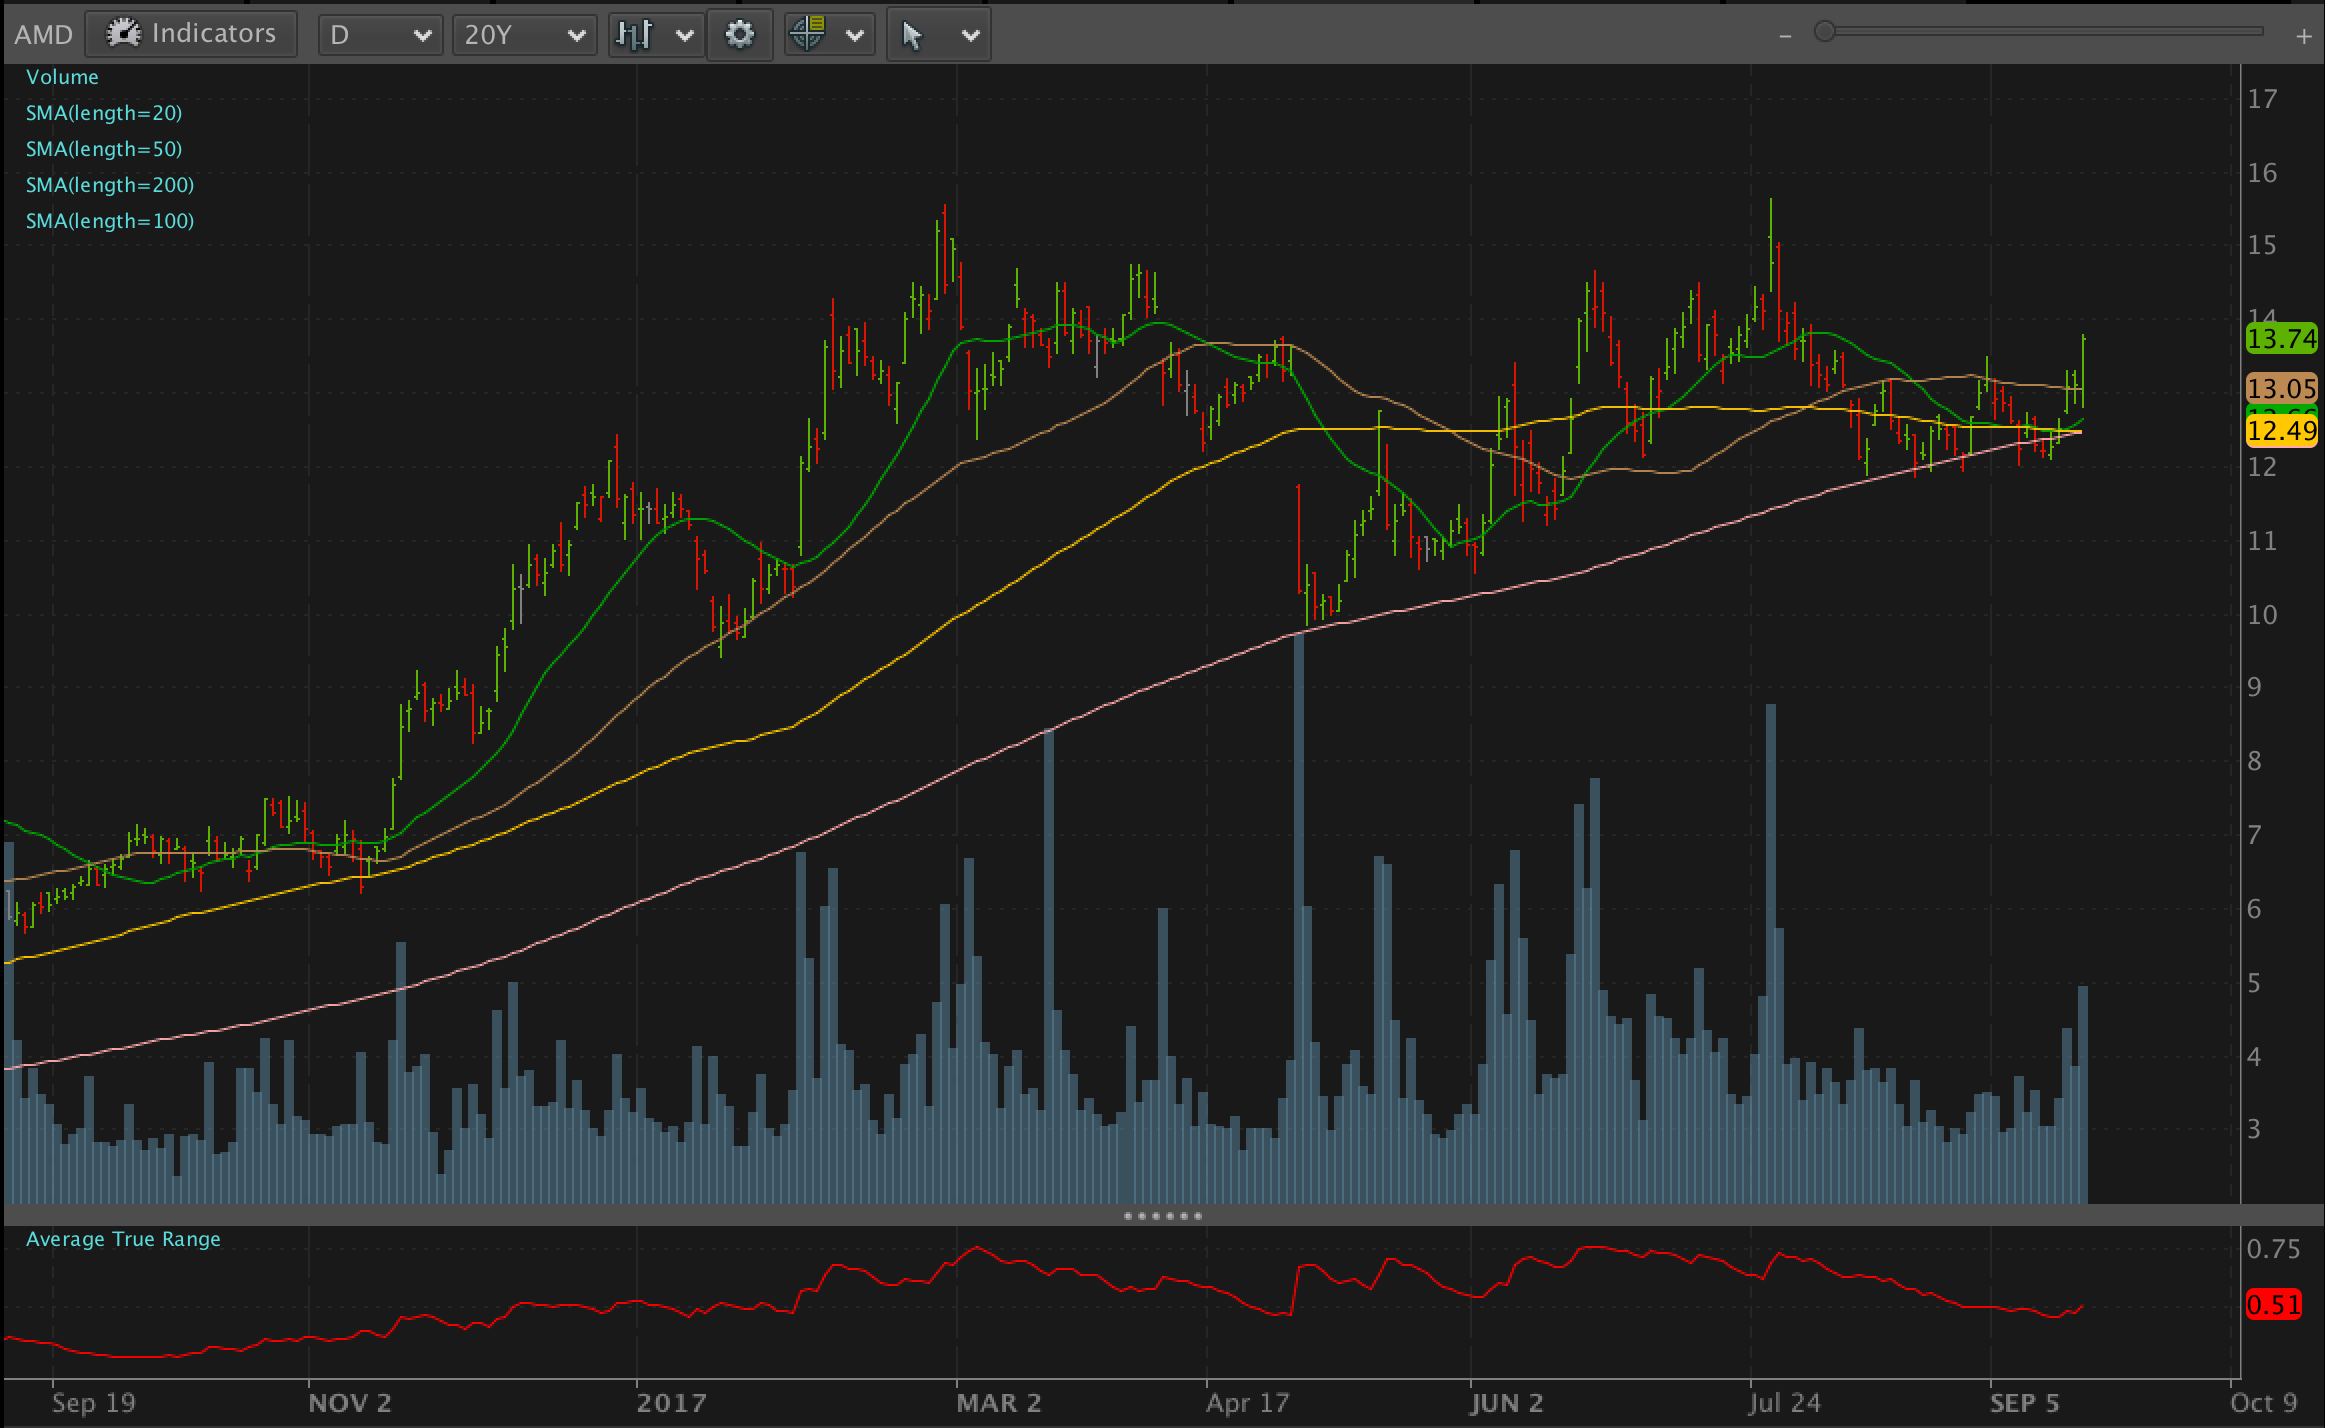 AMD Indicators D 20Y - +
Volume
SMA(length=20)
SMA(length=50)
SMA(length=200)
SMA(length=100)
17
16
15
14
13.74
13.05
12.49
12
11
10
9
8
7
6
5
4
3
Average True Range
0.75
0.51
Sep 19 NOV 2 2017 MAR 2 Apr 17 JUN 2 Jul 24 SEP 5 Oct 9